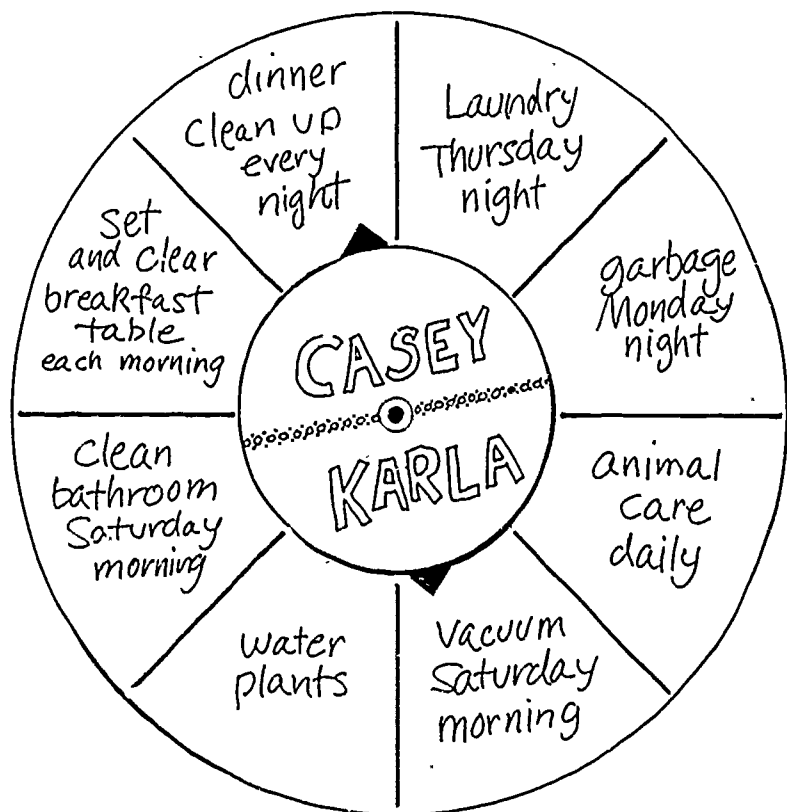 dinner
Clean up
every
night
Laundry
Thursday
night
garbage
Monday
night
animal
care
daily
Vacuum
Saturday
morning
water
plants
Clean
bathroom
Saturday
morning
Set
and Clear
breakfast
table
each morning
CASEY
KARLA